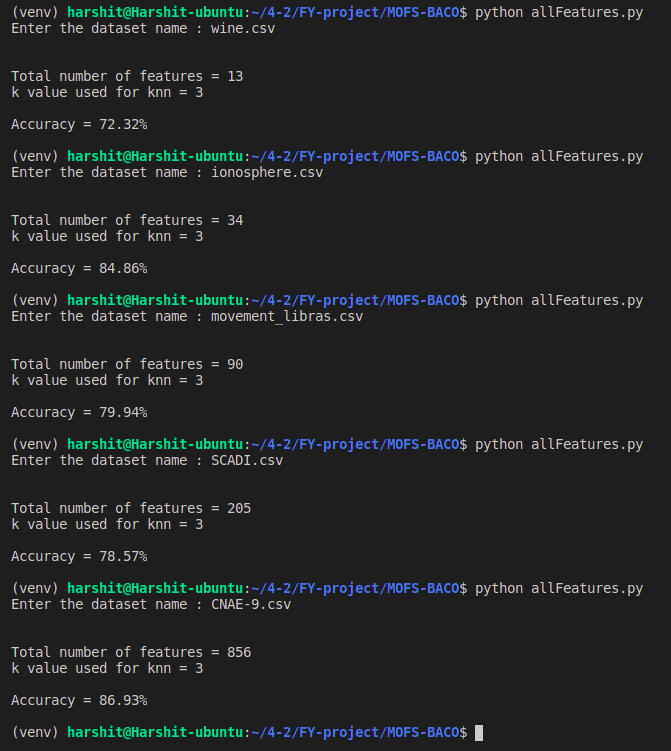 (venv) harshit@Harshit-ubuntu:~/4-2/FY-project/MOFS-BACO$ python allFeatures.py
Enter the dataset name : wine.csv
Total number of features = 13
k value used for knn = 3
Accuracy = 72.32%
(venv) harshit@Harshit-ubuntu:~/4-2/FY-project/MOFS-BACO$ python allFeatures.py
Enter the dataset name : ionosphere.csv
Total number of features = 34
k value used for knn = 3
Accuracy = 84.86%
(venv) harshit@Harshit-ubuntu:~/4-2/FY-project/MOFS-BACO$ python allFeatures.py
Enter the dataset name : movement_libras.csv
Total number of features = 90
k value used for knn = 3
Accuracy = 79.94%
(venv) harshit@Harshit-ubuntu:~/4-2/FY-project/MOFS-BACO$ python allFeatures.py
Enter the dataset name : SCADI.csv
Total number of features = 205
k value used for knn = 3
Accuracy = 78.57%
(venv) harshit@Harshit-ubuntu:~/4-2/FY-project/MOFS-BACO$ python allFeatures.py
Enter the dataset name : CNAE-9.csv
Total number of features = 856
k value used for knn = 3
Accuracy = 86.93%
(venv) harshit@Harshit-ubuntu:~/4-2/FY-project/MOFS-BACO$